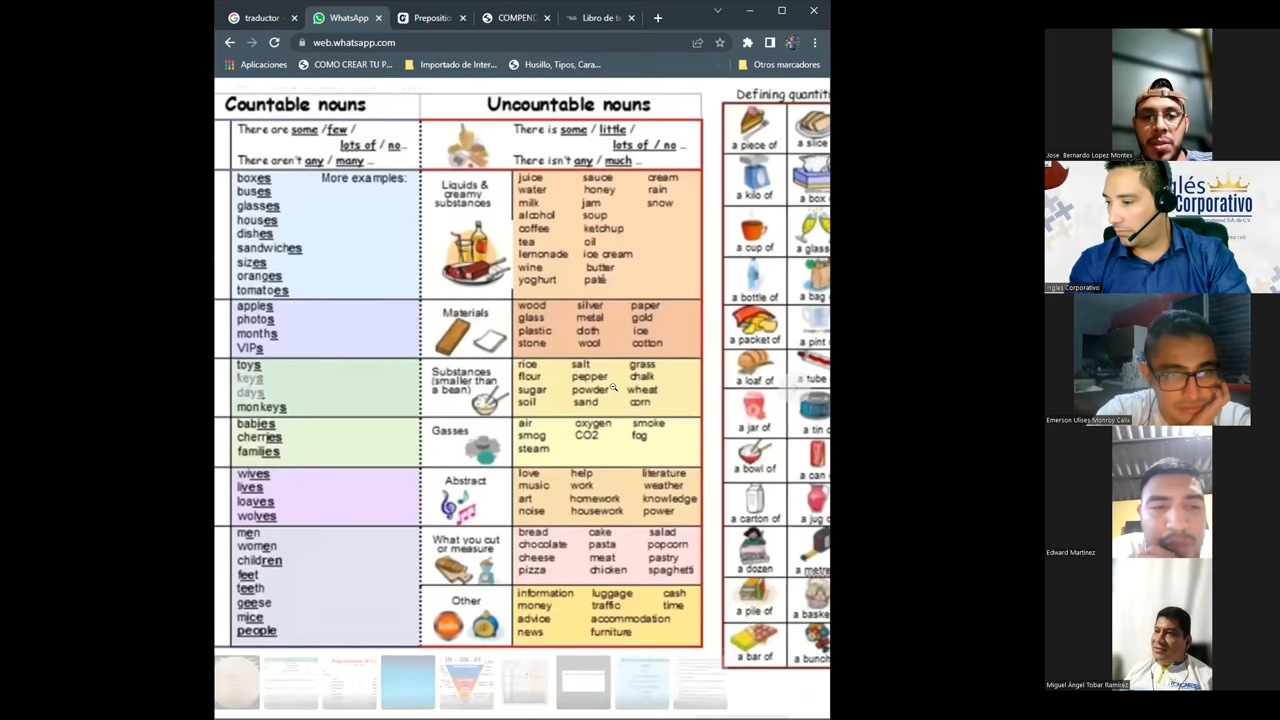 traductor
WhatsApp
Prepositio
COMPEND
Libro de t
web.whatsapp.com
Aplicaciones
COMO CREAR TU P...
Importado de Inter...
Husillo, Tipos, Cara...
Otros marcadores
Countable nouns
Uncountable nouns
There are some /few /
lots of / no...
There aren't any / many ...
There is some / little /
lots of / no ...
There isn't any / much ...
boxes More examples:
buses
glasses
houses
dishes
sandwiches
sizes
oranges
tomatoes
apples
photos
months
VIPs
toys
keys
days
monkeys
babies
cherries
families
wives
lives
loaves
wolves
men
women
children
feet
teeth
geese
mice
people
Liquids &
creamy
substances
juice sauce cream
water honey rain
milk jam snow
alcohol soup
coffee ketchup
tea oil
lemonade ice cream
wine butter
yoghurt paté
Materials
wood silver paper
glass metal gold
plastic cloth ice
stone wool cotton
Substances
(smaller than
a bean)
rice salt grass
flour pepper chalk
sugar powder wheat
soil sand corn
Gasses
air oxygen smoke
smog CO2 fog
steam
Abstract
love help literature
music work weather
art homework knowledge
noise housework power
What you cut
or measure
bread cake salad
chocolate pasta popcorn
cheese meat pastry
pizza chicken spaghetti
Other
information luggage cash
money traffic time
advice accommodation
news furniture
Defining quantiti
a piece of a slice
a kilo of a box
a cup of a glass
a bottle of a bag
a packet of a pint
a loaf of a tube
a jar of a tin
a bowl of a can
a carton of a jug
a dozen a metre
a pile of a baske
a bar of a bunch
IN - ON - AT
Jose Bernardo Lopez Montes
glés
Corporativo
Inglés Corporativo
Emerson Ulises Monroy Cálix
Edward Martinez
Miguel Ángel Tobar Ramírez